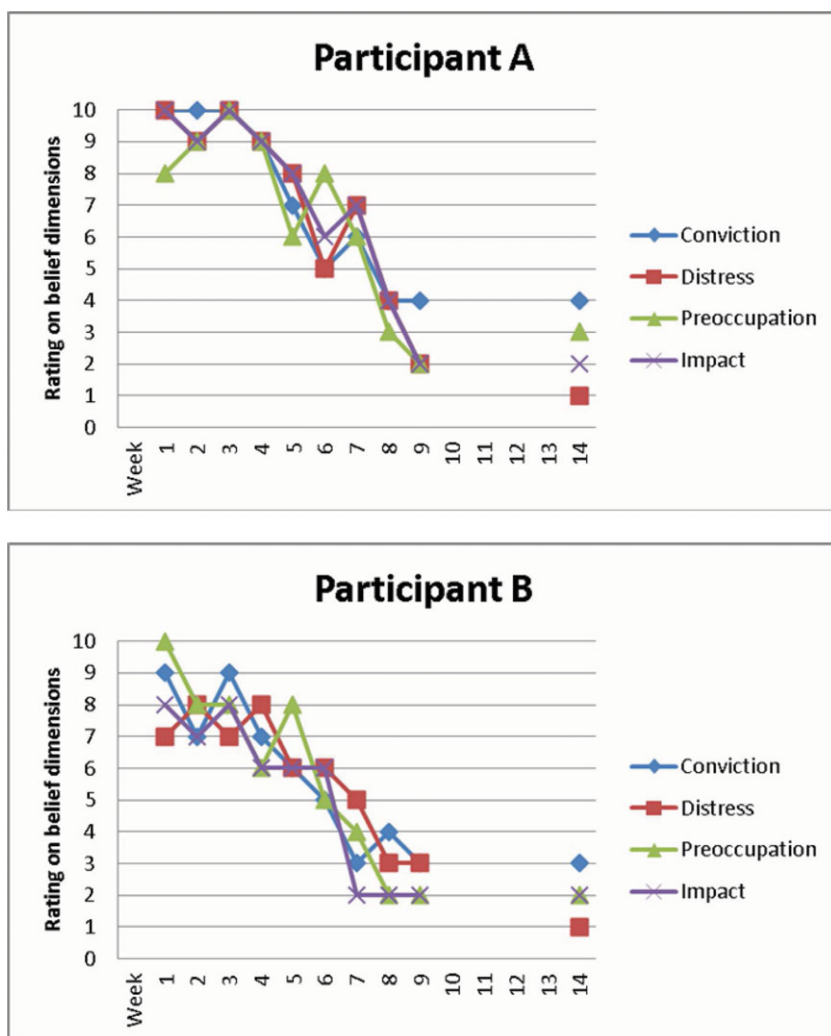 Participant A
Rating on belief dimensions
10
9
8
7
6
5
4
3
2
1
0
Week 1 2 3 4 5 6 7 8 9 10 11 12 13 14
Conviction
Distress
Preoccupation
Impact
Participant B
Rating on belief dimensions
10
9
8
7
6
5
4
3
2
1
0
Week 1 2 3 4 5 6 7 8 9 10 11 12 13 14
Conviction
Distress
Preoccupation
Impact